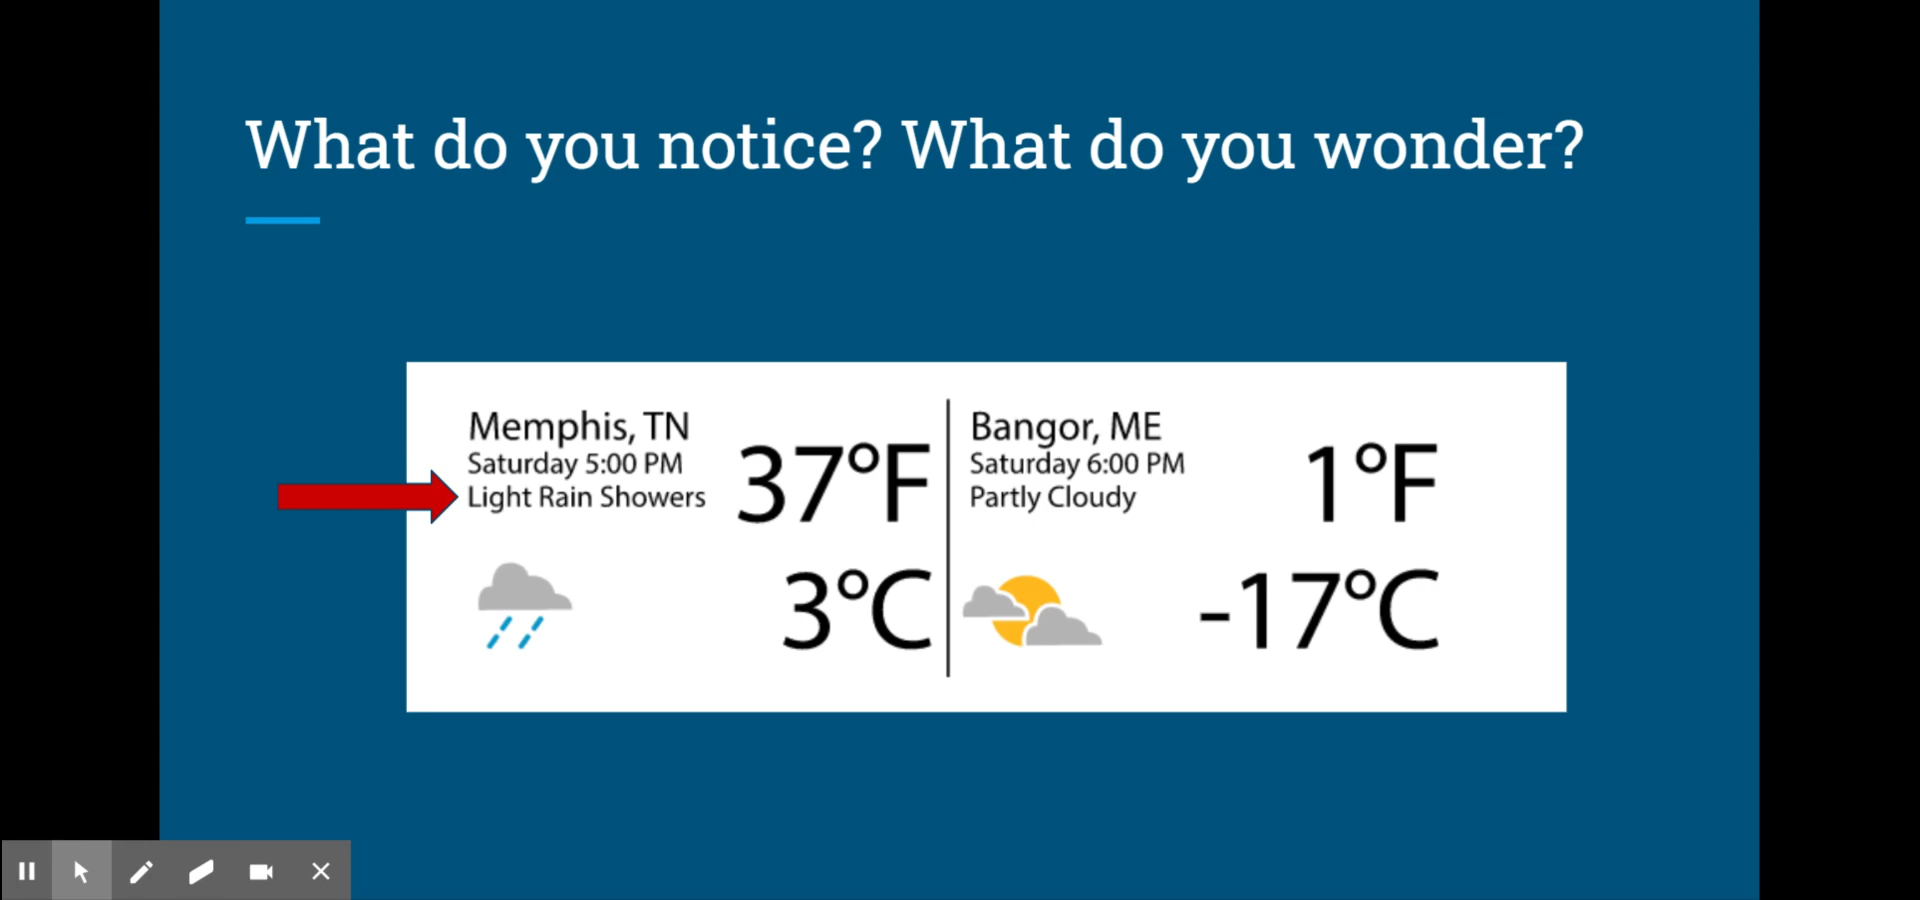 What do you notice? What do you wonder?
Memphis, TN
Saturday 5:00 PM
Light Rain Showers
37°F
3°C
Bangor, ME
Saturday 6:00 PM
Partly Cloudy
1°F
-17°C